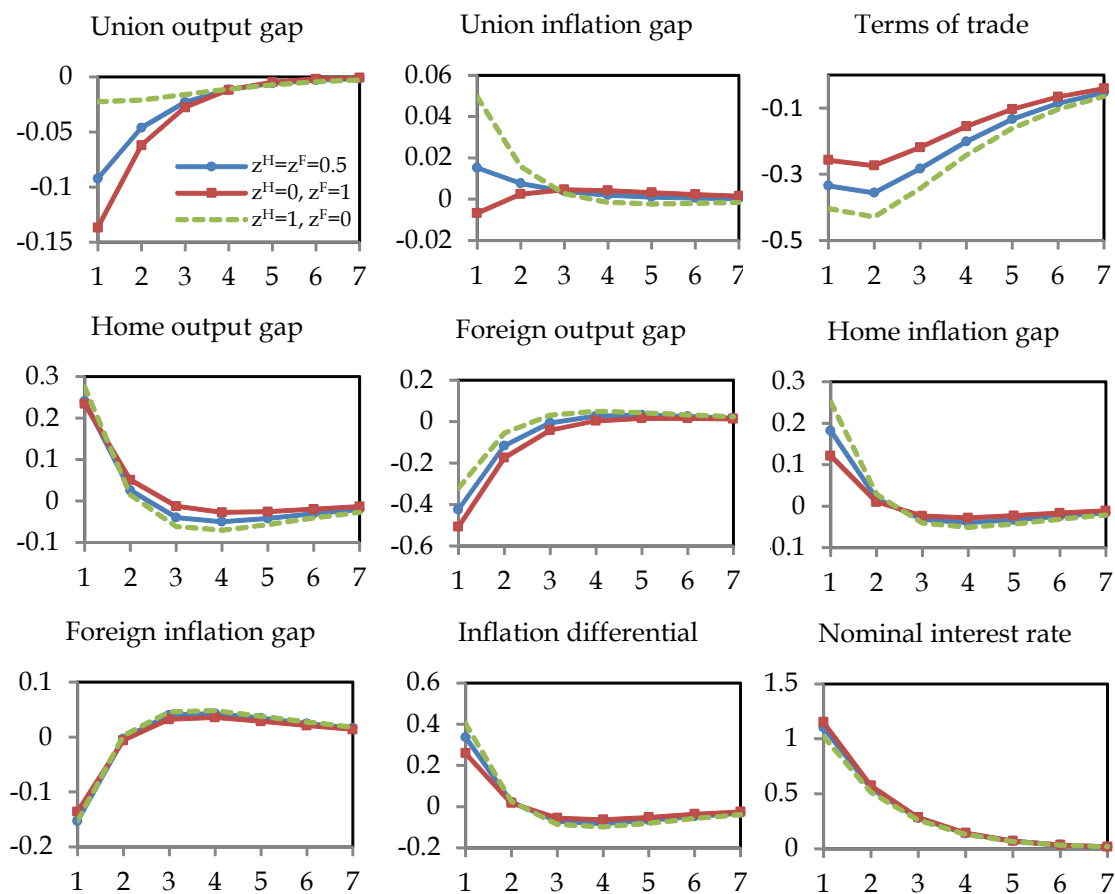 Union output gap
0
-0.05
-0.1
-0.15
z^H=z^F=0.5
z^H=0, z^F=1
z^H=1, z^F=0
1 2 3 4 5 6 7
Union inflation gap
0.06
0.04
0.02
0
-0.02
1 2 3 4 5 6 7
Terms of trade
-0.1
-0.3
-0.5
1 2 3 4 5 6 7
Home output gap
0.3
0.2
0.1
0
-0.1
1 2 3 4 5 6 7
Foreign output gap
0.2
0
-0.2
-0.4
-0.6
1 2 3 4 5 6 7
Home inflation gap
0.3
0.2
0.1
0
.0.1
1 2 3 4 5 6 7
Foreign inflation gap
0.1
0
-0.1
-0.2
1 2 3 4 5 6 7
Inflation differential
0.6
0.4
0.2
0
-0.2
1 2 3 4 5 6 7
Nominal interest rate
1.5
1
0.5
0
1 2 3 4 5 6 7